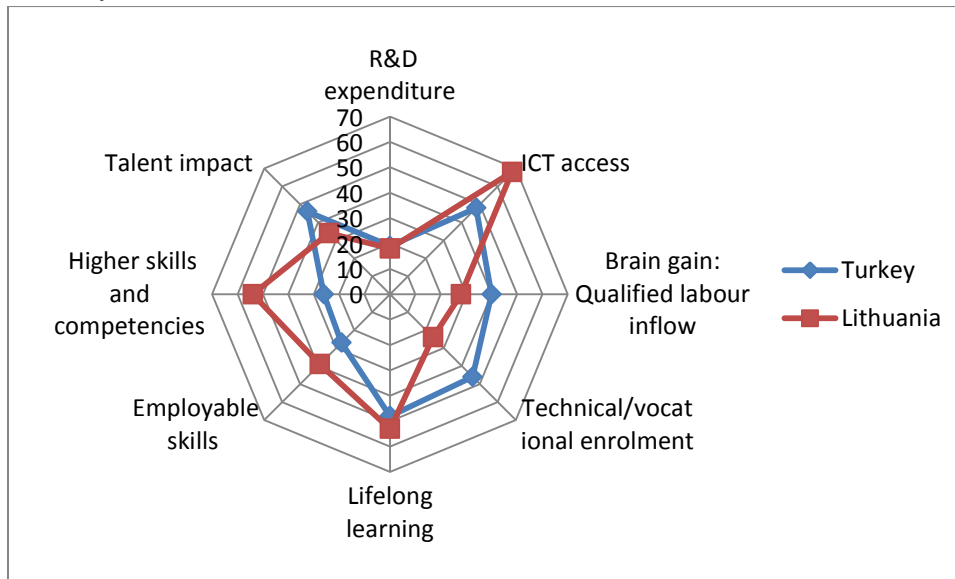 R&D
expenditure
70
60
50
40
30
20
10
0
ICT access
Brain gain:
Qualified labour
inflow
Technical/vocat
ional enrolment
Lifelong
learning
Employable
skills
Higher skills
and
competencies
Talent impact
Turkey
Lithuania